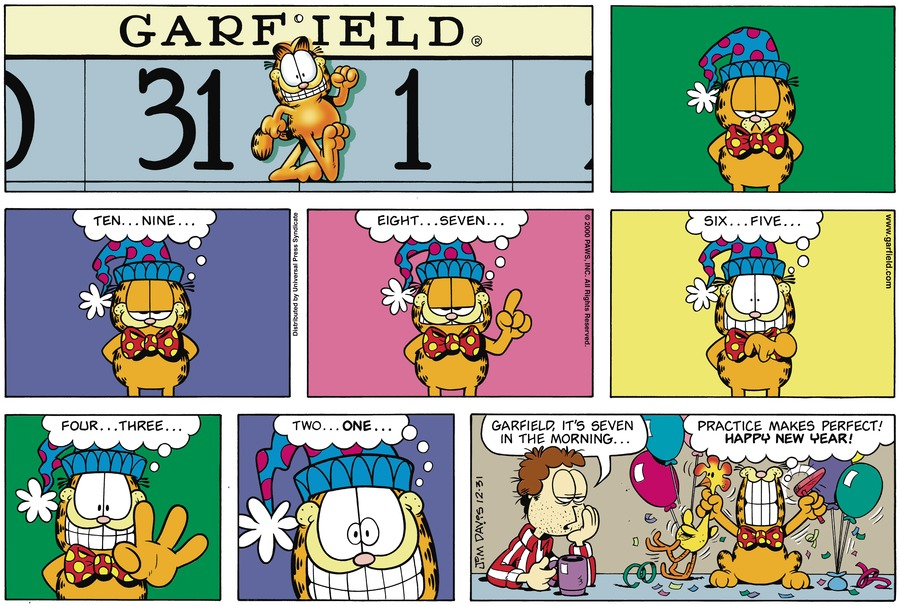 GARFIELD®
31 1
TEN...NINE...
Distributed by Universal Press Syndicate
EIGHT...SEVEN...
© 2000 PAWS, INC. All Rights Reserved.
SIX...FIVE...
www.garfield.com
FOUR...THREE...
TWO...ONE...
GARFIELD, IT'S SEVEN
IN THE MORNING...
JIM DAVIS 12·31
PRACTICE MAKES PERFECT!
HAPPY NEW YEAR!